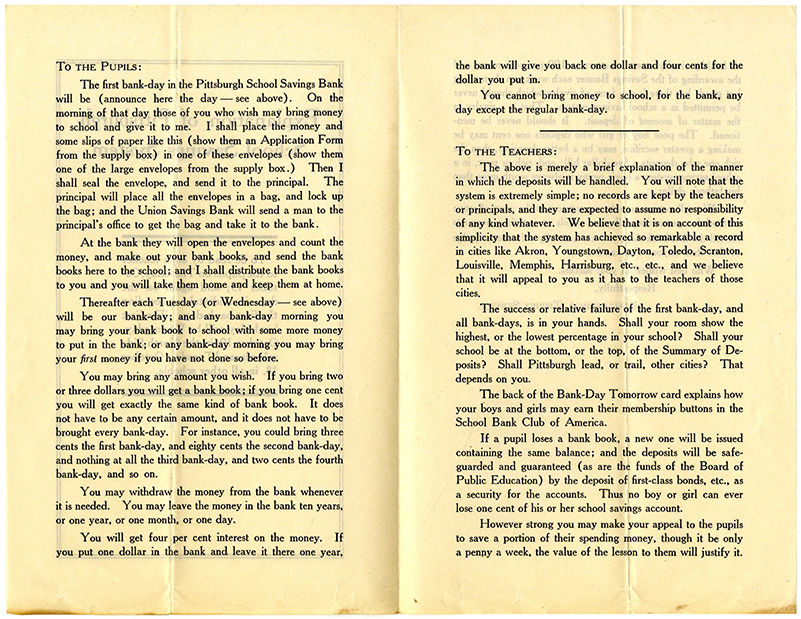 To the Pupils:
The first bank-day in the Pittsburgh School Savings Bank
will be (announce here the day — see above). On the
morning of that day those of you who wish may bring money
to school and give it to me. I shall place the money and
some slips of paper like this (show them an Application Form
from the supply box) in one of these envelopes (show them
one of the large envelopes from the supply box.) Then I
shall seal the envelope, and send it to the principal. The
principal will place all the envelopes in a bag, and lock up
the bag; and the Union Savings Bank will send a man to the
principal's office to get the bag and take it to the bank.
At the bank they will open the envelopes and count the
money, and make out your bank books, and send the bank
books here to the school; and I shall distribute the bank books
to you and you will take them home and keep them at home.
Thereafter each Tuesday (or Wednesday — see above)
will be our bank-day; and any bank-day morning you
may bring your bank book to school with some more money
to put in the bank; or any bank-day morning you may bring
your first money if you have not done so before.
You may bring any amount you wish. If you bring two
or three dollars you will get a bank book; if you bring one cent
you will get exactly the same kind of bank book. It does
not have to be any certain amount, and it does not have to be
brought every bank-day. For instance, you could bring three
cents the first bank-day, and eighty cents the second bank-day,
and nothing at all the third bank-day, and two cents the fourth
bank-day, and so on.
You may withdraw the money from the bank whenever
it is needed. You may leave the money in the bank ten years,
or one year, or one month, or one day.
You will get four per cent interest on the money. If
you put one dollar in the bank and leave it there one year,
the bank will give you back one dollar and four cents for the
dollar you put in.
You cannot bring money to school, for the bank, any
day except the regular bank-day.
To the Teachers:
The above is merely a brief explanation of the manner
in which the deposits will be handled. You will note that the
system is extremely simple; no records are kept by the teachers
or principals, and they are expected to assume no responsibility
of any kind whatever. We believe that it is on account of this
simplicity that the system has achieved so remarkable a record
in cities like Akron, Youngstown, Dayton, Toledo, Scranton,
Louisville, Memphis, Harrisburg, etc., etc., and we believe
that it will appeal to you as it has to the teachers of those
cities.
The success or relative failure of the first bank-day, and
all bank-days, is in your hands. Shall your room show the
highest, or the lowest percentage in your school? Shall your
school be at the bottom, or the top, of the Summary of De-
posits? Shall Pittsburgh lead, or trail, other cities? That
depends on you.
The back of the Bank-Day Tomorrow card explains how
your boys and girls may earn their membership buttons in the
School Bank Club of America.
If a pupil loses a bank book, a new one will be issued
containing the same balance; and the deposits will be safe-
guarded and guaranteed (as are the funds of the Board of
Public Education) by the deposit of first-class bonds, etc., as
a security for the accounts. Thus no boy or girl can ever
lose one cent of his or her school savings account.
However strong you may make your appeal to the pupils
to save a portion of their spending money, though it be only
a penny a week, the value of the lesson to them will justify it.